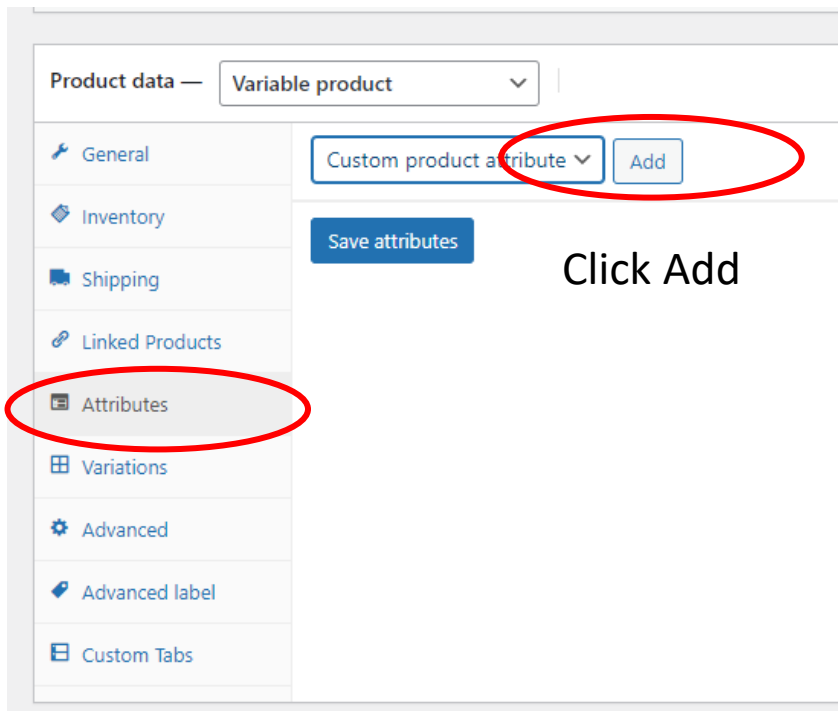 Product data — Variable product
General
Custom product attribute Add
Inventory
Save attributes
Click Add
Shipping
Linked Products
Attributes
Variations
Advanced
Advanced label
Custom Tabs